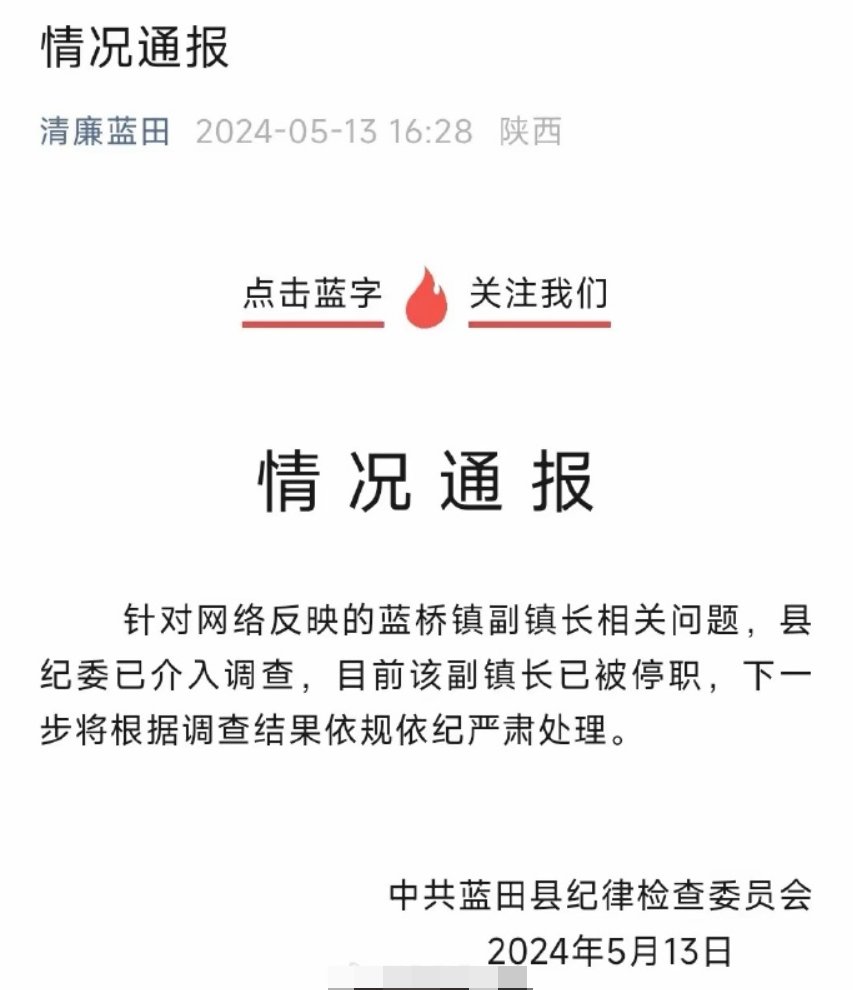 情况通报
清廉蓝田 2024-05-13 16:28 陕西
点击蓝字 关注我们
情况通报
针对网络反映的蓝桥镇副镇长相关问题，县
纪委已介入调查，目前该副镇长已被停职，下一
步将根据调查结果依规依纪严肃处理。
中共蓝田县纪律检查委员会
2024年5月13日